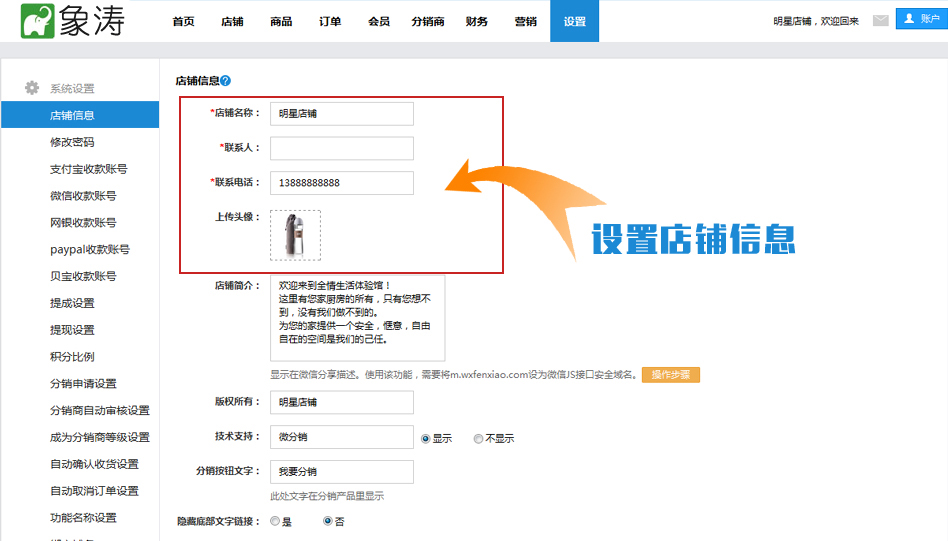 象涛
首页 店铺 商品 订单 会员 分销商 财务 营销 设置
明星店铺，欢迎回来 账户
系统设置
店铺信息
修改密码
支付宝收款账号
微信收款账号
网银收款账号
paypal收款账号
贝宝收款账号
提成设置
提现设置
积分比例
分销申请设置
分销商自动审核设置
成为分销商等级设置
自动确认收货设置
自动取消订单设置
功能名称设置
店铺信息?
*店铺名称： 明星店铺
*联系人：
*联系电话： 13888888888
上传头像：
设置店铺信息
店铺简介： 欢迎来到全情生活体验馆！
这里有您家厨房的所有，只有您想不
到，没有我们做不到的。
为您的家提供一个安全，惬意，自由
自在的空间是我们的己任。
显示在微信分享描述。使用该功能，需要将m.wxfenxiao.com设为微信JS接口安全域名。 操作步骤
版权所有： 明星店铺
技术支持： 微分销 显示 不显示
分销按钮文字： 我要分销
此处文字在分销产品里显示
隐藏底部文字链接： 是 否